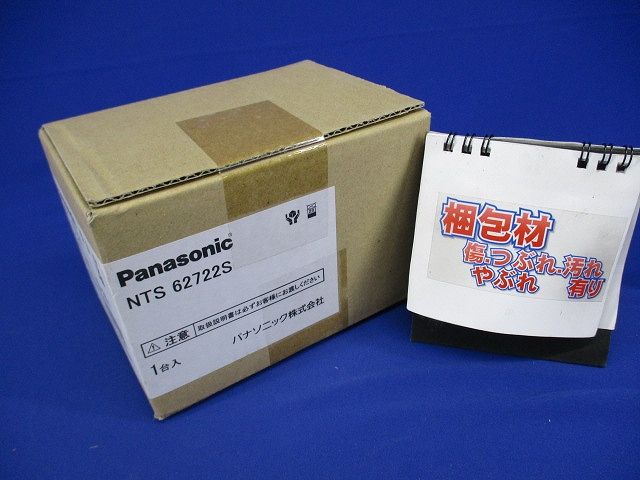 Panasonic®
NTS 62722S
⚠注意 取扱説明書は必ずお客様にお渡しください
1台入 パナソニック株式会社
梱包材
傷.つぶれ.汚れ
やぶれ 有り